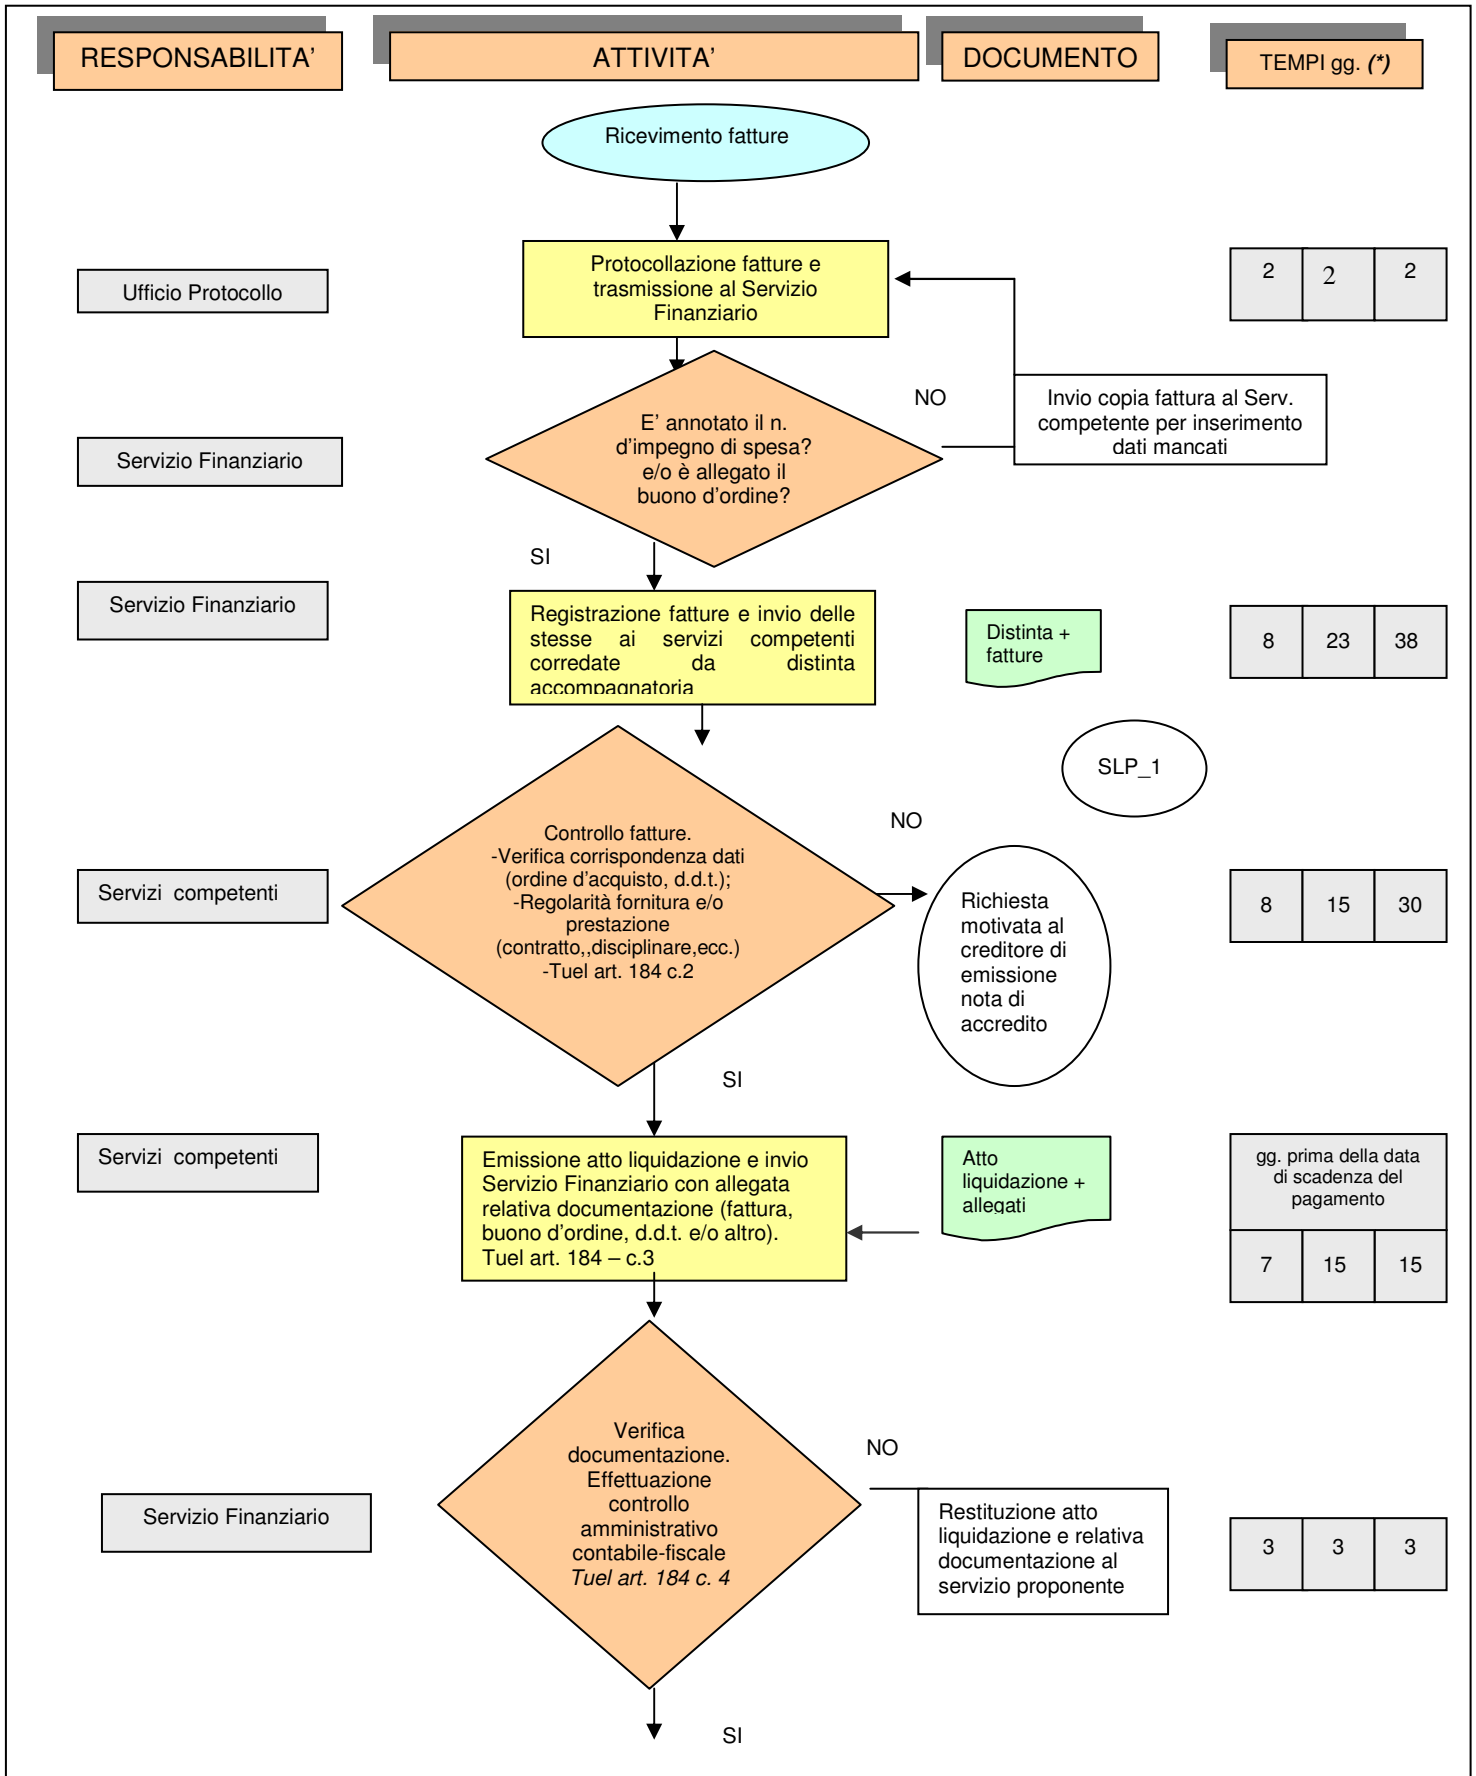 RESPONSABILITA’
ATTIVITA’
DOCUMENTO
TEMPI gg. (*)
Ricevimento fatture
Ufficio Protocollo
Protocollazione fatture e
trasmissione al Servizio
Finanziario
2 2 2
Servizio Finanziario
E’ annotato il n.
d’impegno di spesa?
e/o è allegato il
buono d’ordine?
NO
Invio copia fattura al Serv.
competente per inserimento
dati mancati
SI
Servizio Finanziario
Registrazione fatture e invio delle
stesse ai servizi competenti
corredate da distinta
accompagnatoria
Distinta +
fatture
8 23 38
SLP_1
Servizi competenti
Controllo fatture.
-Verifica corrispondenza dati
(ordine d’acquisto, d.d.t.);
-Regolarità fornitura e/o
prestazione
(contratto,,disciplinare,ecc.)
-Tuel art. 184 c.2
NO
Richiesta
motivata al
creditore di
emissione
nota di
accredito
8 15 30
SI
Servizi competenti
Emissione atto liquidazione e invio
Servizio Finanziario con allegata
relativa documentazione (fattura,
buono d’ordine, d.d.t. e/o altro).
Tuel art. 184 – c.3
Atto
liquidazione +
allegati
gg. prima della data
di scadenza del
pagamento
7 15 15
Servizio Finanziario
Verifica
documentazione.
Effettuazione
controllo
amministrativo
contabile-fiscale
Tuel art. 184 c. 4
NO
Restituzione atto
liquidazione e relativa
documentazione al
servizio proponente
3 3 3
SI